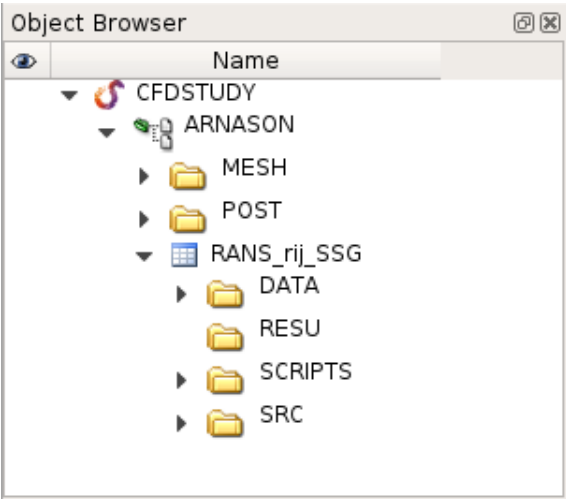 Object Browser
Name
CFDSTUDY
ARNASON
MESH
POST
RANS_rij_SSG
DATA
RESU
SCRIPTS
SRC